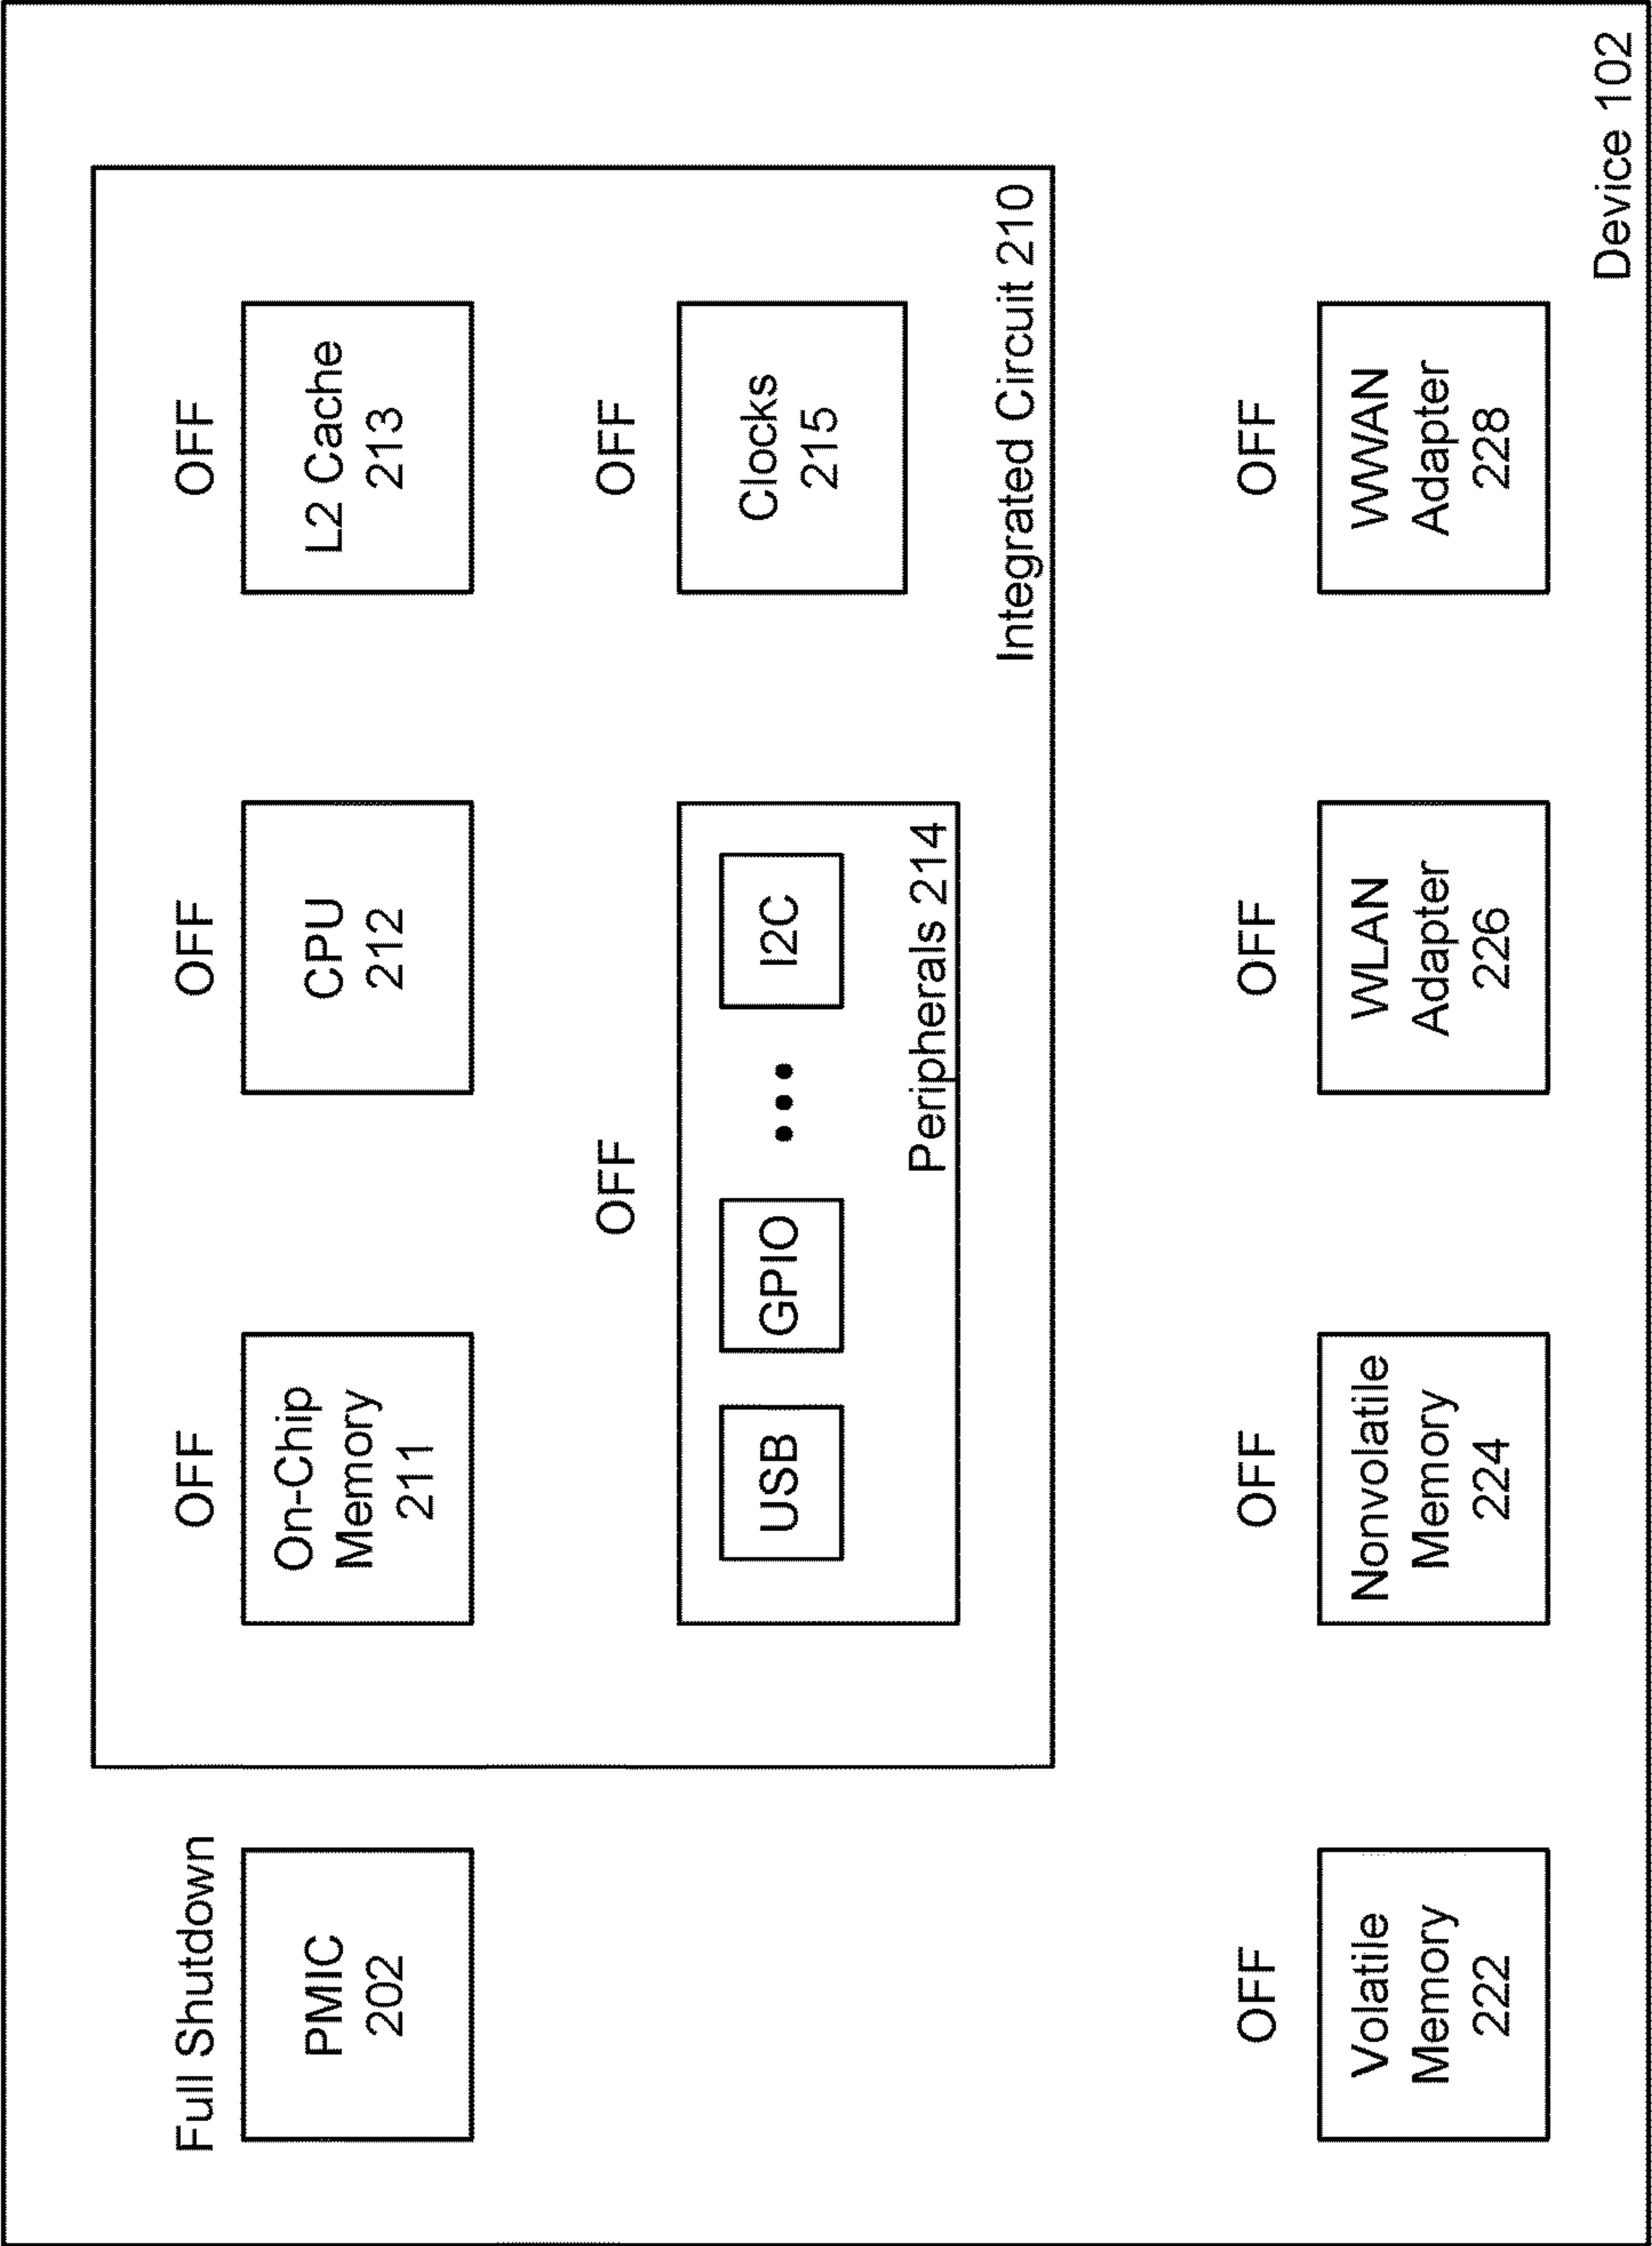 Full Shutdown
PMIC
202
OFF
On-Chip
Memory
211
OFF
CPU
212
OFF
L2 Cache
213
OFF
USB
GPIO
I2C
Peripherals 214
OFF
Clocks
215
Integrated Circuit 210
OFF
Volatile
Memory
222
OFF
Nonvolatile
Memory
224
OFF
WLAN
Adapter
226
OFF
WWAN
Adapter
228
Device 102